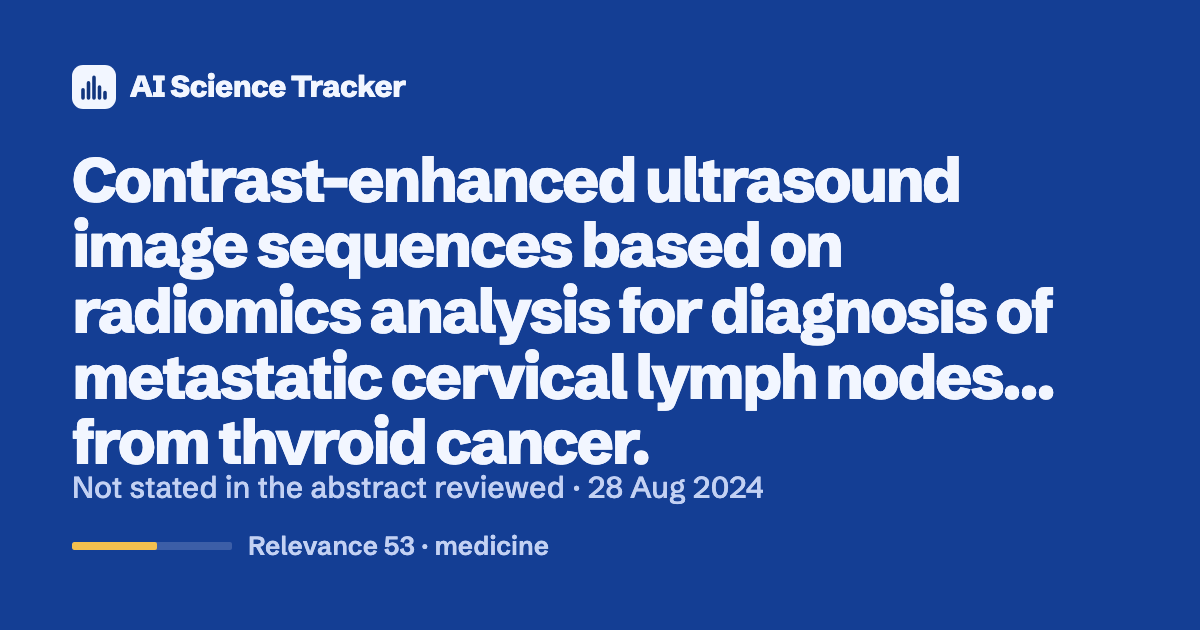 AI Science Tracker
Contrast-enhanced ultrasound
image sequences based on
radiomics analysis for diagnosis of
metastatic cervical lymph nodes...
from thyroid cancer.
Not stated in the abstract reviewed · 28 Aug 2024
Relevance 53 · medicine